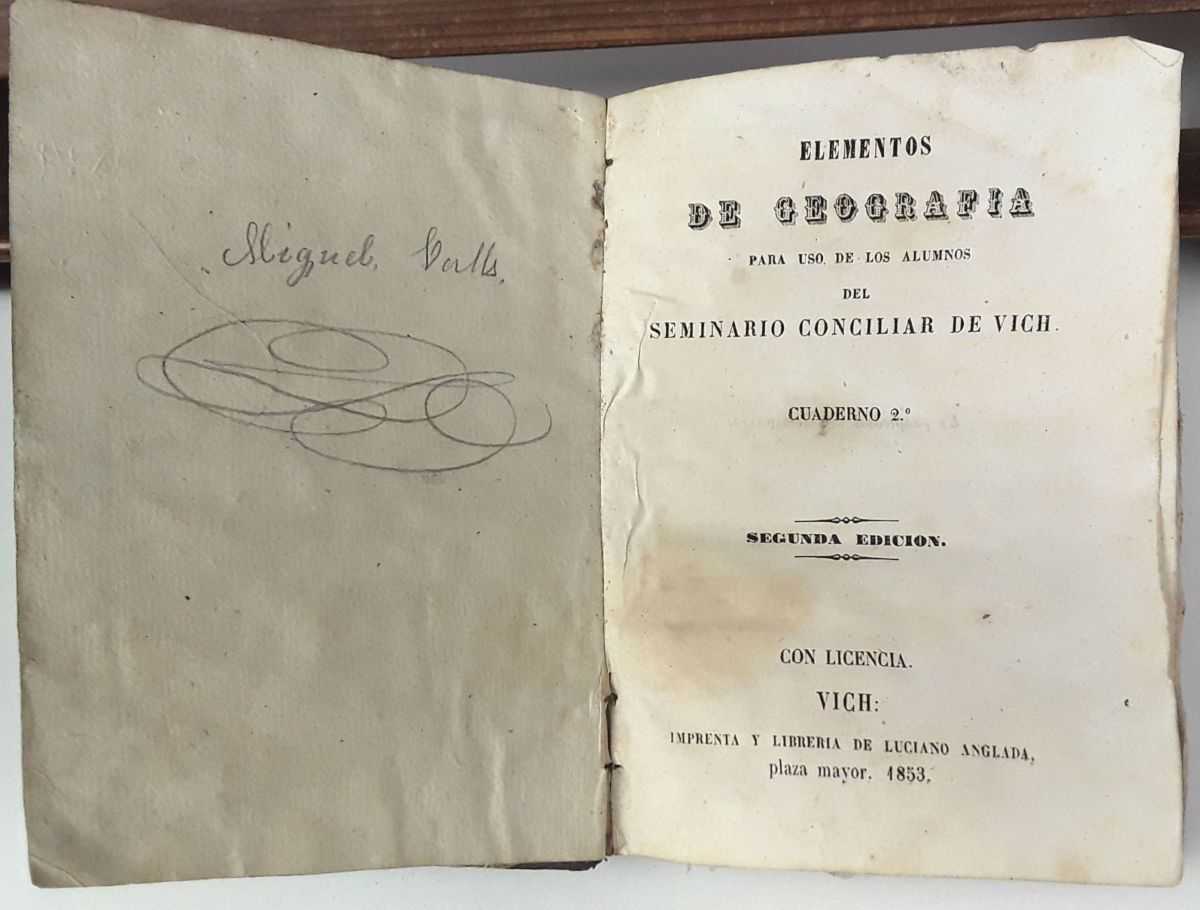 Miguel. Valls.
ELEMENTOS
DE GEOGRAFIA
PARA USO DE LOS ALUMNOS
DEL
SEMINARIO CONCILIAR DE VICH.
CUADERNO 2.º
SEGUNDA EDICION.
CON LICENCIA.
VICH:
IMPRENTA Y LIBRERIA DE LUCIANO ANGLADA,
plaza mayor. 1853.